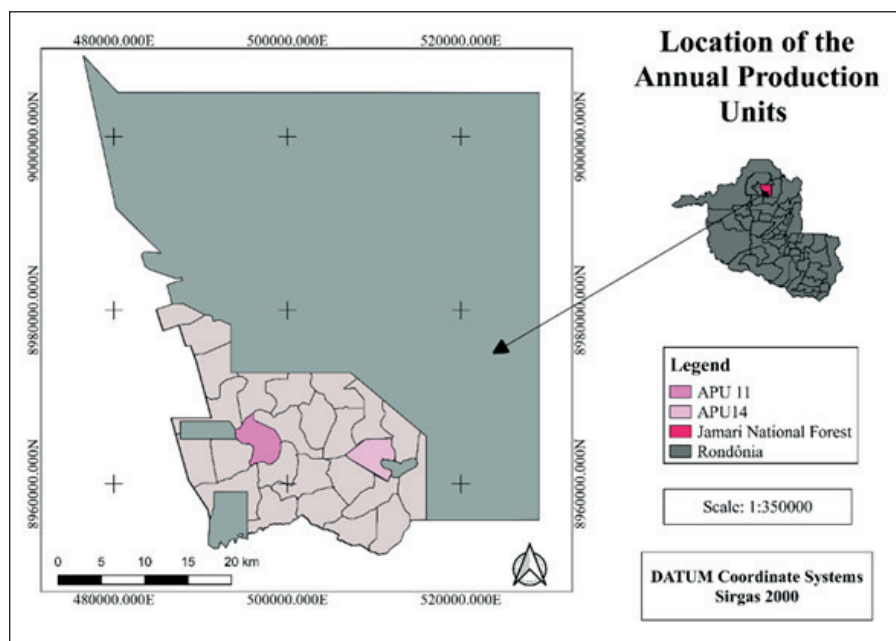 Location of the
Annual Production
Units
480000.000E
500000.000E
520000.000E
9000000.000N
8980000.000N
8960000.000N
9000000.000N
8980000.000N
8960000.000N
0 5 10 15 20 km
480000.000E
500000.000E
520000.000E
Legend
APU 11
APU14
Jamari National Forest
Rondônia
Scale: 1:350000
DATUM Coordinate Systems
Sirgas 2000